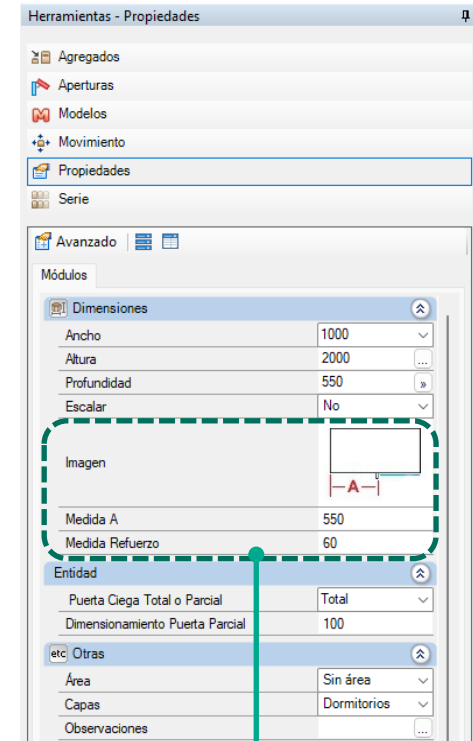 Herramientas - Propiedades
Agregados
Aperturas
Modelos
Movimiento
Propiedades
Serie
Avanzado
Módulos
Dimensiones
Ancho 1000
Altura 2000
Profundidad 550
Escalar No
Imagen
A
Medida A 550
Medida Refuerzo 60
Entidad
Puerta Ciega Total o Parcial Total
Dimensionamiento Puerta Parcial 100
etc Otras
Área Sin área
Capas Dormitorios
Observaciones ...